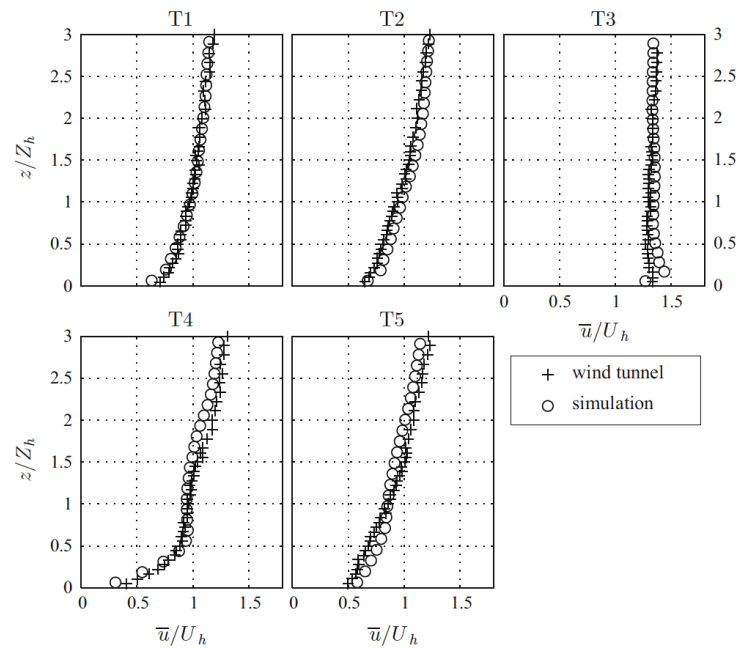 T1 T2 T3
3 3
2.5 2.5
2 2
z/Z_h
1.5 1.5
1 1
0.5 0.5
0 0
0 0.5 1 1.5
u̅/U_h
T4 T5
3
2.5
2
z/Z_h
1.5
1
0.5
0
0 0.5 1 1.5 0 0.5 1 1.5
u̅/U_h u̅/U_h
wind tunnel
simulation